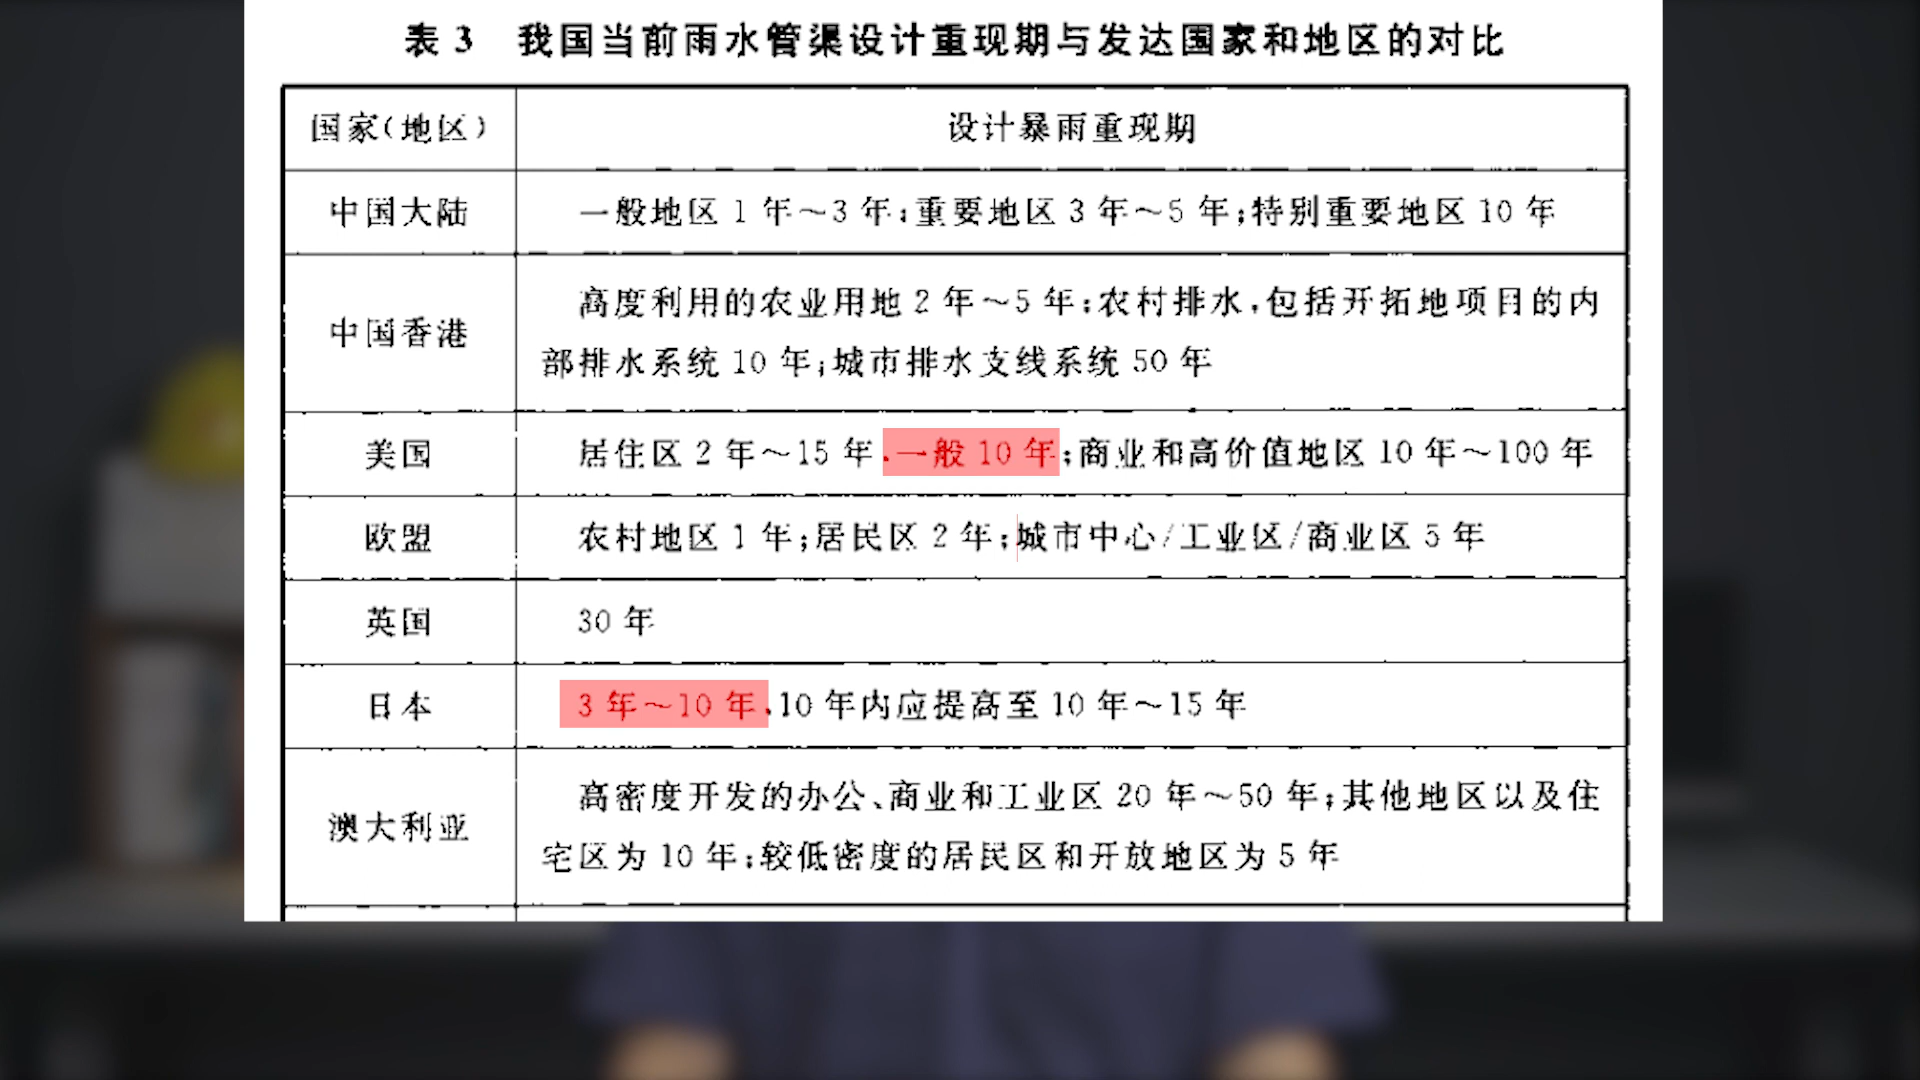 表 3 我国当前雨水管渠设计重现期与发达国家和地区的对比
国家(地区) 设计暴雨重现期
中国大陆 一般地区 1 年～3 年;重要地区 3 年～5 年;特别重要地区 10 年
中国香港 高度利用的农业用地 2 年～5 年;农村排水,包括开拓地项目的内
部排水系统 10 年;城市排水支线系统 50 年
美国 居住区 2 年～15 年,一般 10 年;商业和高价值地区 10 年～100 年
欧盟 农村地区 1 年;居民区 2 年;城市中心/工业区/商业区 5 年
英国 30 年
日本 3 年～10 年,10 年内应提高至 10 年～15 年
澳大利亚 高密度开发的办公、商业和工业区 20 年～50 年;其他地区以及住
宅区为 10 年;较低密度的居民区和开放地区为 5 年